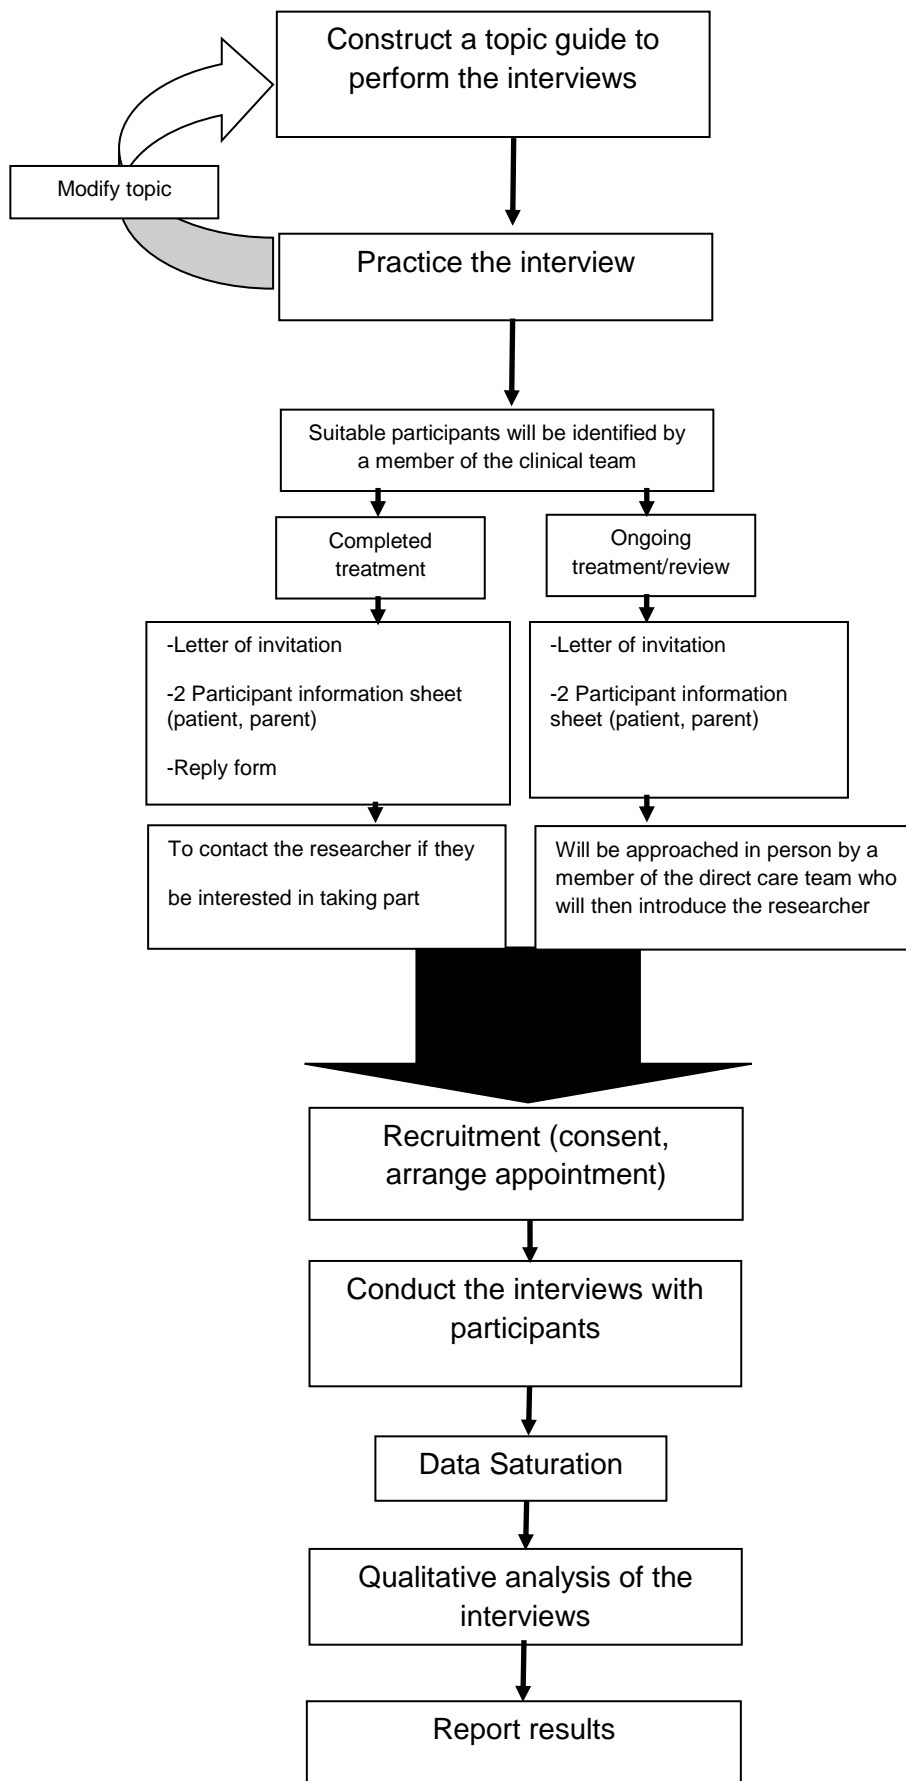 Construct a topic guide to
perform the interviews
Modify topic
Practice the interview
Suitable participants will be identified by
a member of the clinical team
Completed
treatment
Ongoing
treatment/review
-Letter of invitation
-2 Participant information sheet
(patient, parent)
-Reply form
-Letter of invitation
-2 Participant information
sheet (patient, parent)
To contact the researcher if they
be interested in taking part
Will be approached in person by a
member of the direct care team who
will then introduce the researcher
Recruitment (consent,
arrange appointment)
Conduct the interviews with
participants
Data Saturation
Qualitative analysis of the
interviews
Report results